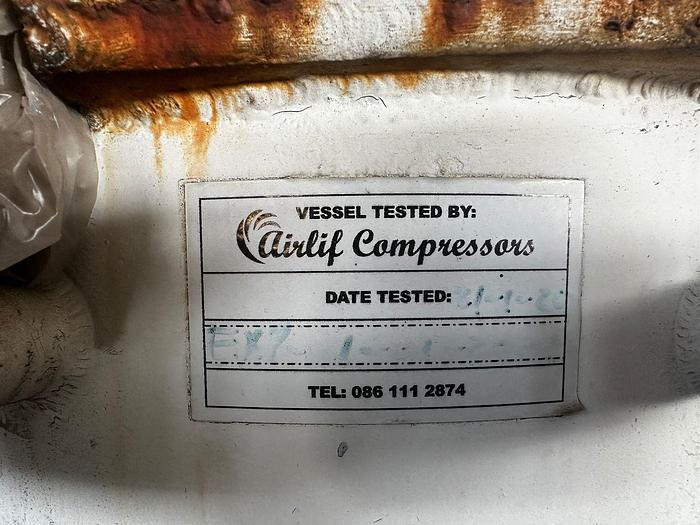 VESSEL TESTED BY:
Airlif Compressors
DATE TESTED:
TEL: 086 111 2874